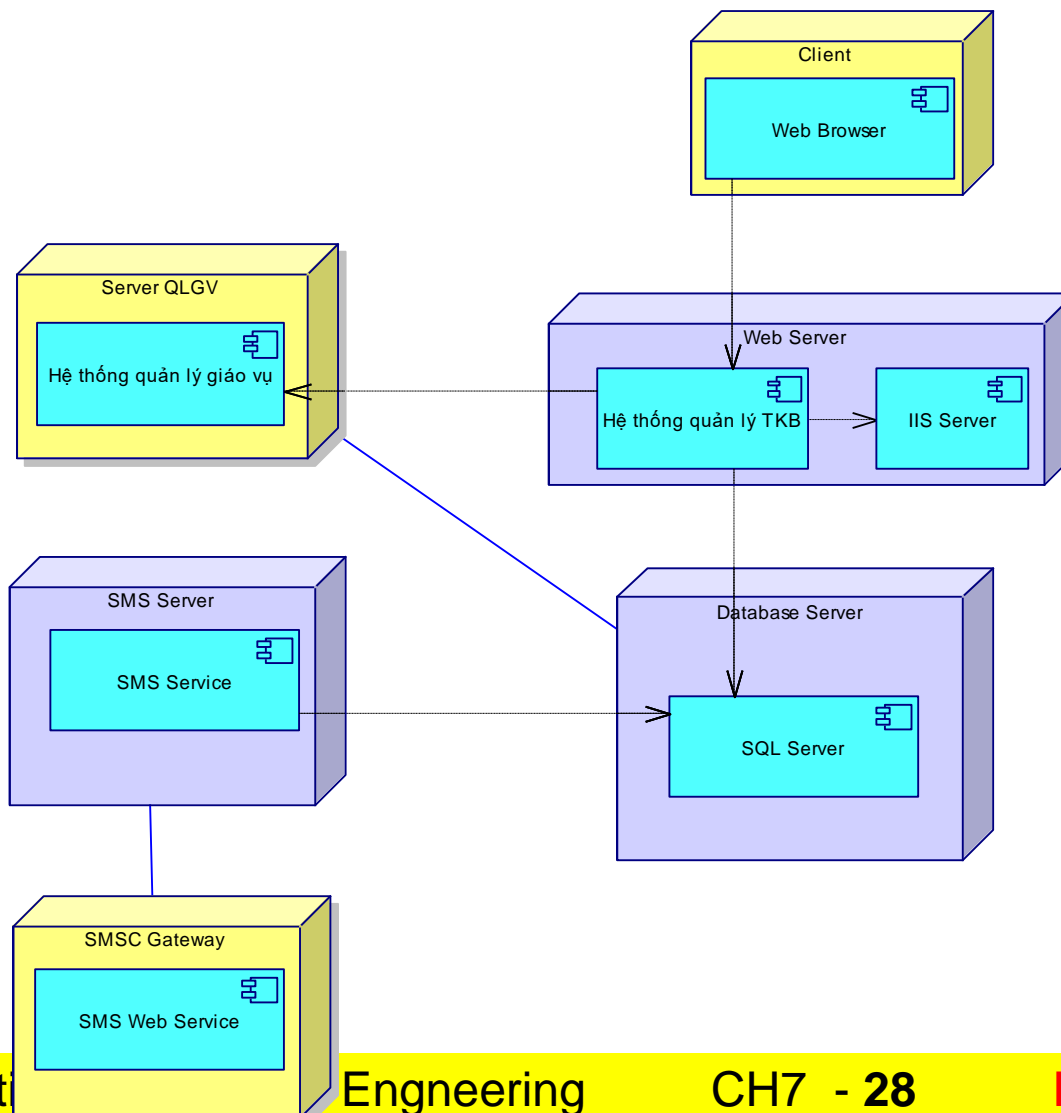 Client
Web Browser
Server QLGV
Hệ thống quản lý giáo vụ
Web Server
Hệ thống quản lý TKB
IIS Server
SMS Server
SMS Service
Database Server
SQL Server
SMSC Gateway
SMS Web Service
Engneering CH7 - 28